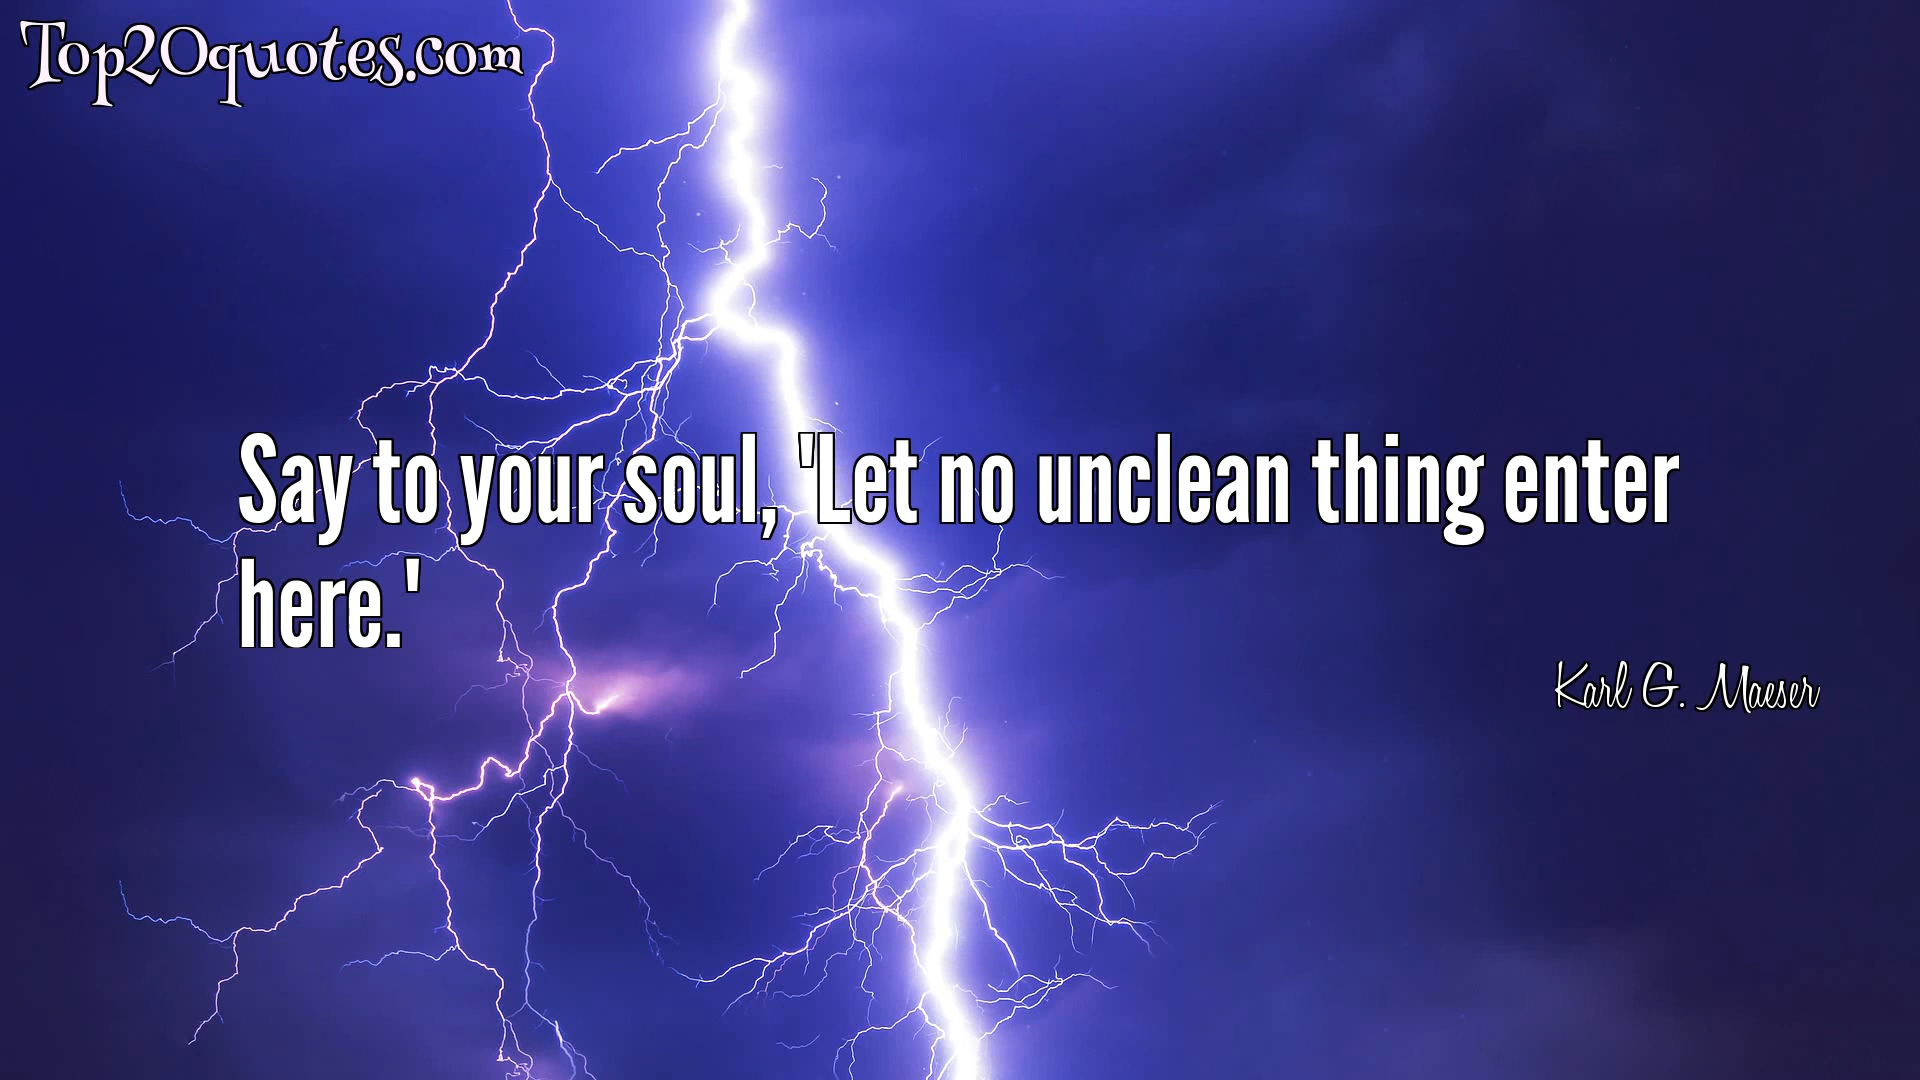 Top20quotes.com
Say to your soul, 'Let no unclean thing enter
here.'
Karl G. Maeser